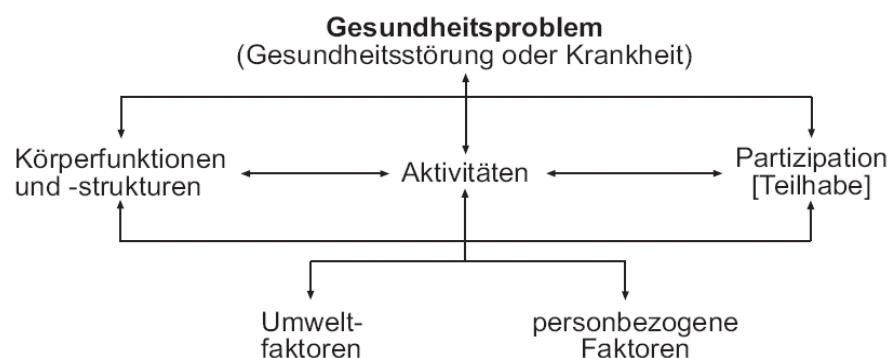 Gesundheitsproblem
(Gesundheitsstörung oder Krankheit)
Körperfunktionen
und -strukturen
Aktivitäten
Partizipation
[Teilhabe]
Umwelt-
faktoren
personbezogene
Faktoren